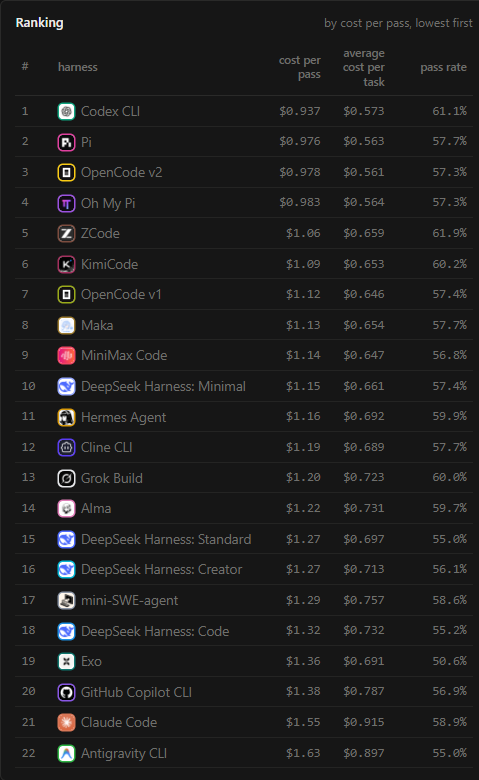 Ranking by cost per pass, lowest first
# harness cost per pass average cost per task pass rate
1 Codex CLI $0.937 $0.573 61.1%
2 Pi $0.976 $0.563 57.7%
3 OpenCode v2 $0.978 $0.561 57.3%
4 Oh My Pi $0.983 $0.564 57.3%
5 ZCode $1.06 $0.659 61.9%
6 KimiCode $1.09 $0.653 60.2%
7 OpenCode v1 $1.12 $0.646 57.4%
8 Maka $1.13 $0.654 57.7%
9 MiniMax Code $1.14 $0.647 56.8%
10 DeepSeek Harness: Minimal $1.15 $0.661 57.4%
11 Hermes Agent $1.16 $0.692 59.9%
12 Cline CLI $1.19 $0.689 57.7%
13 Grok Build $1.20 $0.723 60.0%
14 Alma $1.22 $0.731 59.7%
15 DeepSeek Harness: Standard $1.27 $0.697 55.0%
16 DeepSeek Harness: Creator $1.27 $0.713 56.1%
17 mini-SWE-agent $1.29 $0.757 58.6%
18 DeepSeek Harness: Code $1.32 $0.732 55.2%
19 Exo $1.36 $0.691 50.6%
20 GitHub Copilot CLI $1.38 $0.787 56.9%
21 Claude Code $1.55 $0.915 58.9%
22 Antigravity CLI $1.63 $0.897 55.0%